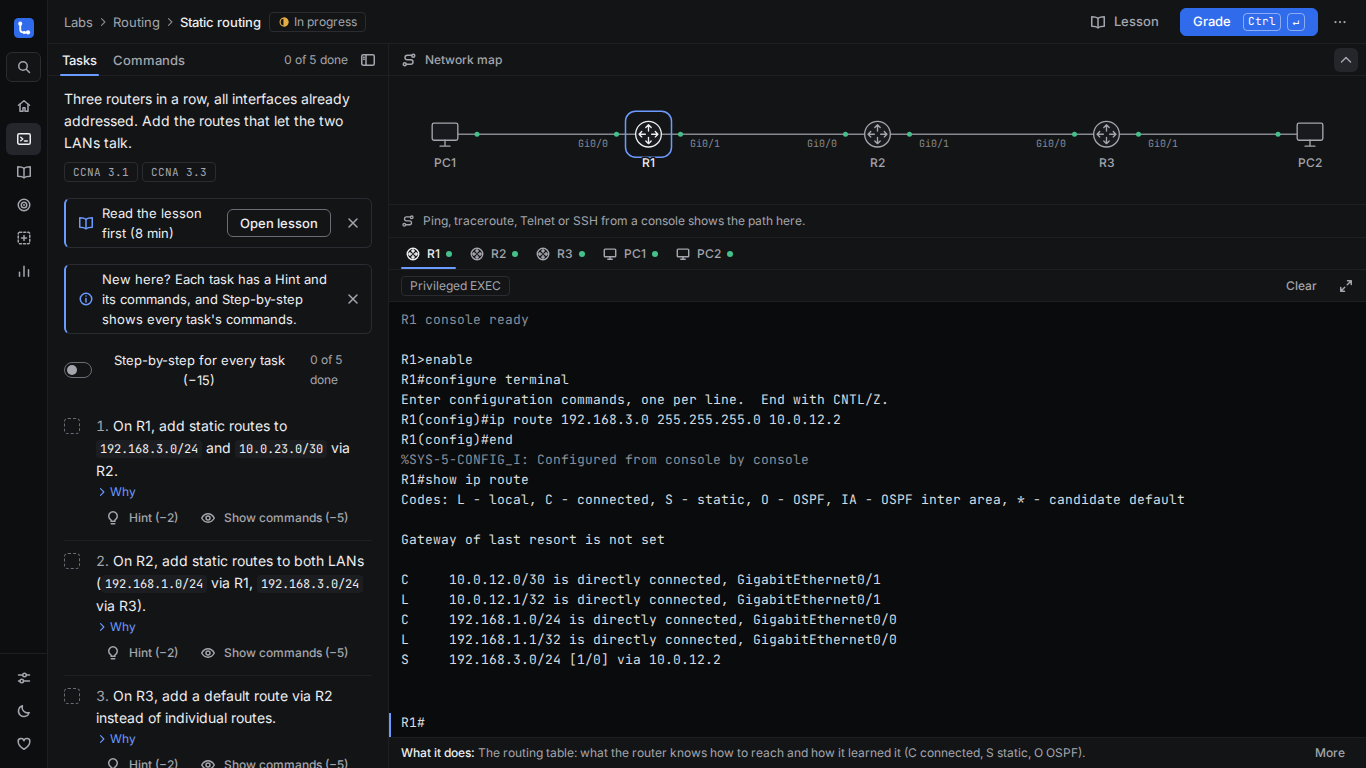 Labs > Routing > Static routing In progress
Lesson Grade Ctrl ↵ ...
Tasks Commands 0 of 5 done
Three routers in a row, all interfaces already
addressed. Add the routes that let the two
LANs talk.
CCNA 3.1 CCNA 3.3
Read the lesson
first (8 min)
Open lesson
New here? Each task has a Hint and
its commands, and Step-by-step
shows every task's commands.
Step-by-step for every task
(−15)
0 of 5
done
1. On R1, add static routes to
192.168.3.0/24 and 10.0.23.0/30 via
R2.
Why
Hint (−2) Show commands (−5)
2. On R2, add static routes to both LANs
(192.168.1.0/24 via R1, 192.168.3.0/24
via R3).
Why
Hint (−2) Show commands (−5)
3. On R3, add a default route via R2
instead of individual routes.
Why
Hint (−2) Show commands (−5)
Network map
Gi0/0 Gi0/1 Gi0/0 Gi0/1 Gi0/0 Gi0/1
PC1 R1 R2 R3 PC2
Ping, traceroute, Telnet or SSH from a console shows the path here.
R1 R2 R3 PC1 PC2
Privileged EXEC Clear
R1 console ready
R1>enable
R1#configure terminal
Enter configuration commands, one per line.  End with CNTL/Z.
R1(config)#ip route 192.168.3.0 255.255.255.0 10.0.12.2
R1(config)#end
%SYS-5-CONFIG_I: Configured from console by console
R1#show ip route
Codes: L - local, C - connected, S - static, O - OSPF, IA - OSPF inter area, * - candidate default
Gateway of last resort is not set
C     10.0.12.0/30 is directly connected, GigabitEthernet0/1
L     10.0.12.1/32 is directly connected, GigabitEthernet0/1
C     192.168.1.0/24 is directly connected, GigabitEthernet0/0
L     192.168.1.1/32 is directly connected, GigabitEthernet0/0
S     192.168.3.0/24 [1/0] via 10.0.12.2
R1#
What it does: The routing table: what the router knows how to reach and how it learned it (C connected, S static, O OSPF). More